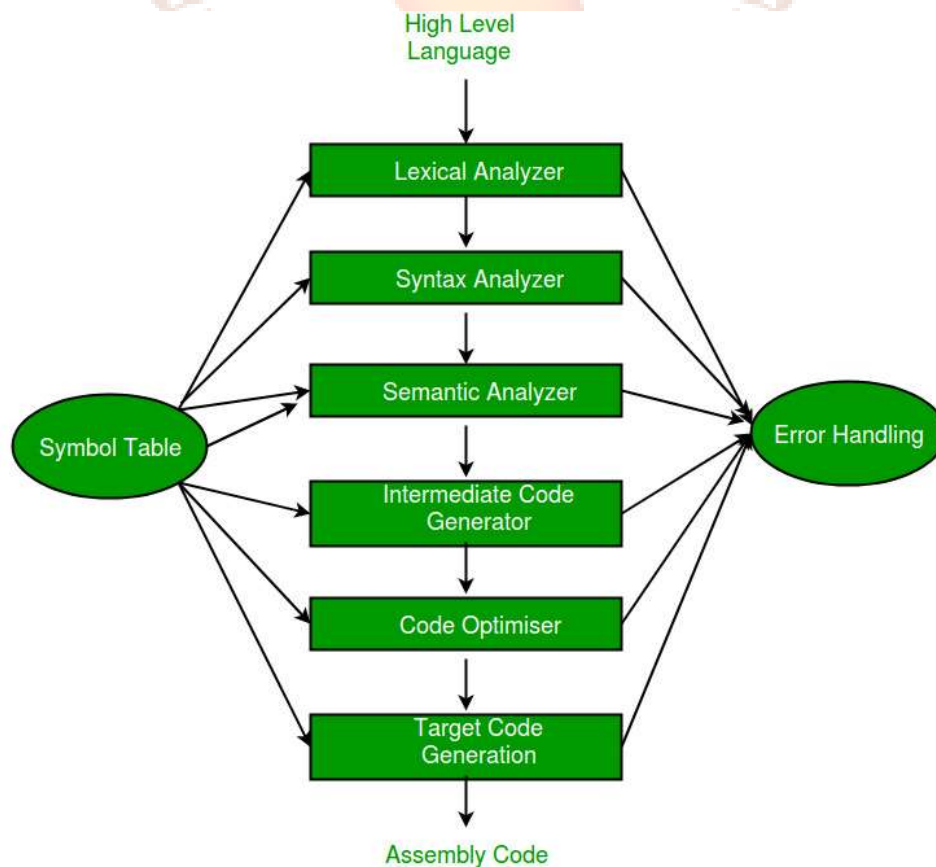 High Level
Language
Lexical Analyzer
Syntax Analyzer
Semantic Analyzer
Symbol Table
Error Handling
Intermediate Code
Generator
Code Optimiser
Target Code
Generation
Assembly Code